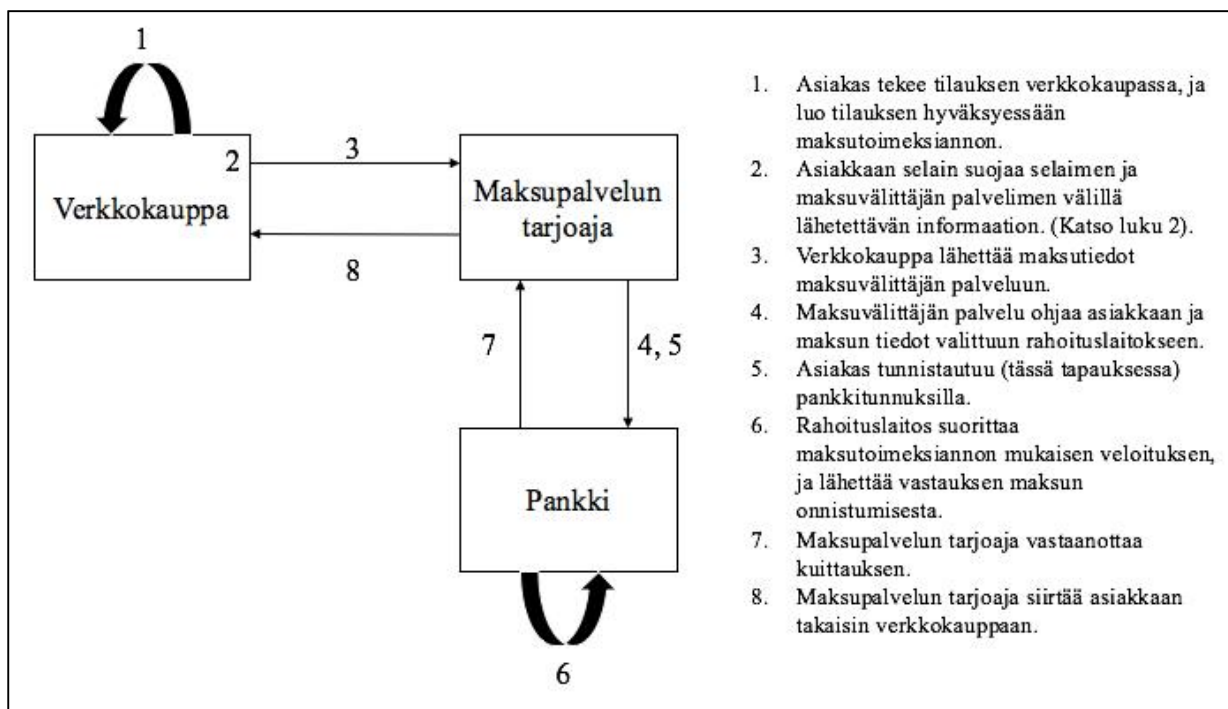 1
2
3
Verkkokauppa
Maksupalvelun
tarjoaja
8
7
4, 5
Pankki
6
1. Asiakas tekee tilauksen verkkokaupassa, ja
luo tilauksen hyväksyessään
maksutoimeksiannon.
2. Asiakkaan selain suojaa selaimen ja
maksuvälittäjän palvelimen välillä
lähetettävän informaation. (Katso luku 2).
3. Verkkokauppa lähettää maksutiedot
maksuvälittäjän palveluun.
4. Maksuvälittäjän palvelu ohjaa asiakkaan ja
maksun tiedot valittuun rahoituslaitokseen.
5. Asiakas tunnistautuu (tässä tapauksessa)
pankkitunnuksilla.
6. Rahoituslaitos suorittaa
maksutoimeksiannon mukaisen veloituksen,
ja lähettää vastauksen maksun
onnistumisesta.
7. Maksupalvelun tarjoaja vastaanottaa
kuittauksen.
8. Maksupalvelun tarjoaja siirtää asiakkaan
takaisin verkkokauppaan.